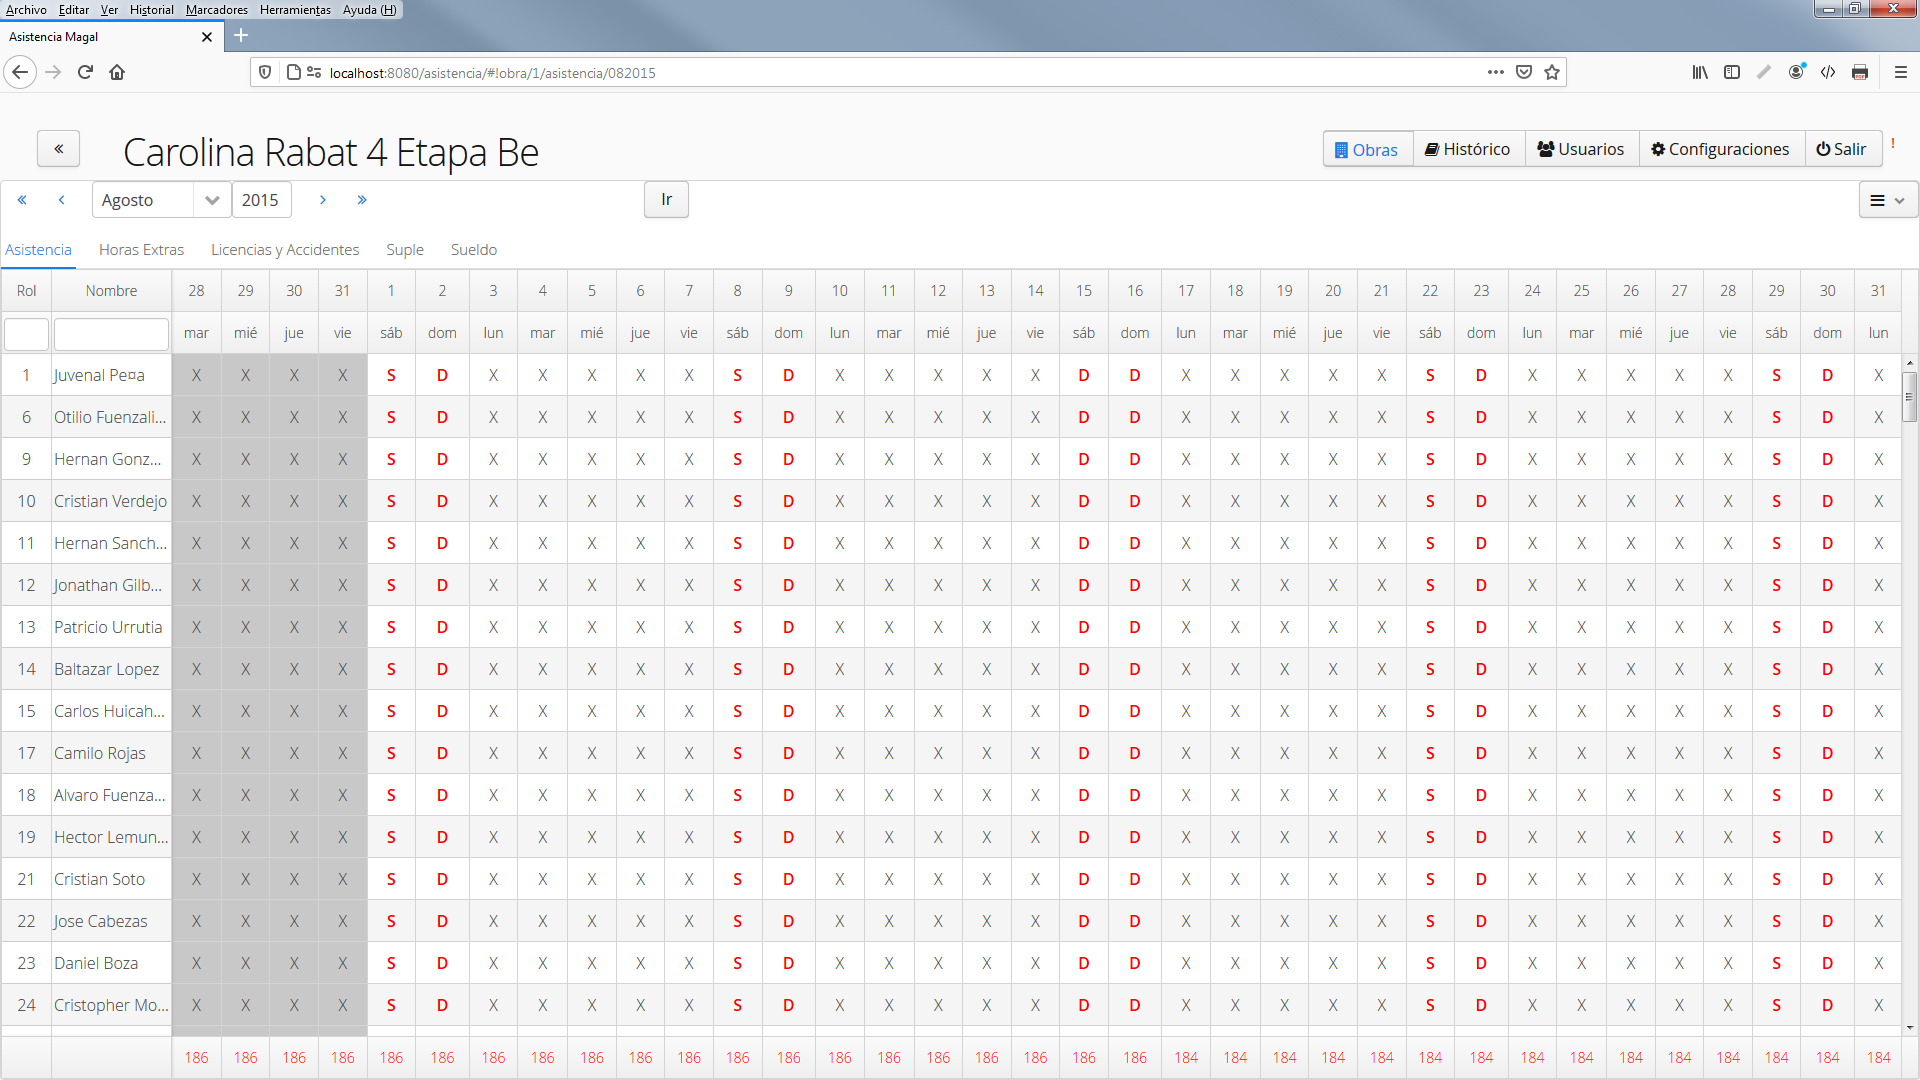 Archivo Editar Ver Historial Marcadores Herramientas Ayuda (H)
Asistencia Magal
localhost:8080/asistencia/#!obra/1/asistencia/082015
Carolina Rabat 4 Etapa Be
Obras Histórico Usuarios Configuraciones Salir !
Agosto 2015 Ir
Asistencia Horas Extras Licencias y Accidentes Suple Sueldo
Rol Nombre 28 29 30 31 1 2 3 4 5 6 7 8 9 10 11 12 13 14 15 16 17 18 19 20 21 22 23 24 25 26 27 28 29 30 31
mar mié jue vie sáb dom lun mar mié jue vie sáb dom lun mar mié jue vie sáb dom lun mar mié jue vie sáb dom lun mar mié jue vie sáb dom lun
1 Juvenal Pe¤a X X X X S D X X X X X S D X X X X X S D X X X X X S D X X X X X S D X
6 Otilio Fuenzali... X X X X S D X X X X X S D X X X X X S D X X X X X S D X X X X X S D X
9 Hernan Gonz... X X X X S D X X X X X S D X X X X X S D X X X X X S D X X X X X S D X
10 Cristian Verdejo X X X X S D X X X X X S D X X X X X S D X X X X X S D X X X X X S D X
11 Hernan Sanch... X X X X S D X X X X X S D X X X X X S D X X X X X S D X X X X X S D X
12 Jonathan Gilb... X X X X S D X X X X X S D X X X X X S D X X X X X S D X X X X X S D X
13 Patricio Urrutia X X X X S D X X X X X S D X X X X X S D X X X X X S D X X X X X S D X
14 Baltazar Lopez X X X X S D X X X X X S D X X X X X S D X X X X X S D X X X X X S D X
15 Carlos Huicah... X X X X S D X X X X X S D X X X X X S D X X X X X S D X X X X X S D X
17 Camilo Rojas X X X X S D X X X X X S D X X X X X S D X X X X X S D X X X X X S D X
18 Alvaro Fuenza... X X X X S D X X X X X S D X X X X X S D X X X X X S D X X X X X S D X
19 Hector Lemun... X X X X S D X X X X X S D X X X X X S D X X X X X S D X X X X X S D X
21 Cristian Soto X X X X S D X X X X X S D X X X X X S D X X X X X S D X X X X X S D X
22 Jose Cabezas X X X X S D X X X X X S D X X X X X S D X X X X X S D X X X X X S D X
23 Daniel Boza X X X X S D X X X X X S D X X X X X S D X X X X X S D X X X X X S D X
24 Cristopher Mo... X X X X S D X X X X X S D X X X X X S D X X X X X S D X X X X X S D X
186 186 186 186 186 186 186 186 186 186 186 186 186 186 186 186 186 186 186 186 184 184 184 184 184 184 184 184 184 184 184 184 184 184 184